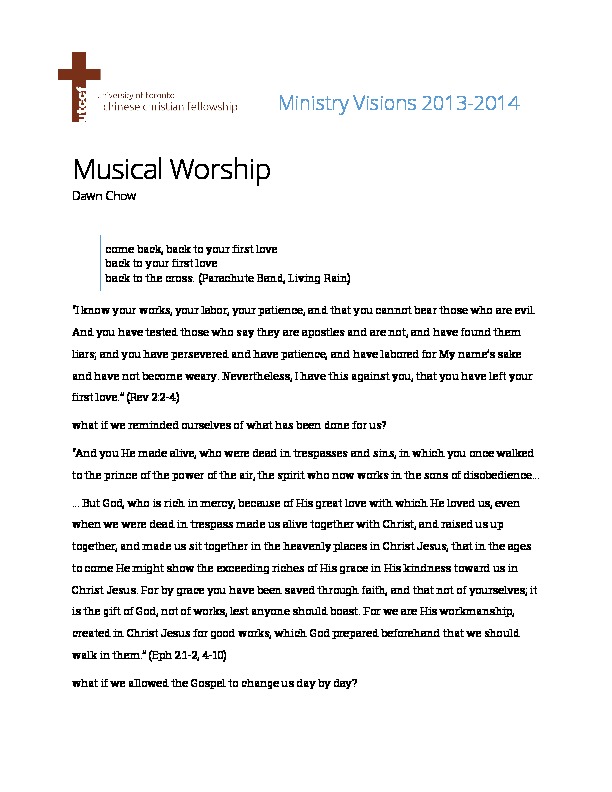 utccf
university of toronto
chinese christian fellowship
Ministry Visions 2013-2014
Musical Worship
Dawn Chow
come back, back to your first love
back to your first love
back to the cross. (Parachute Band, Living Rain)
"I know your works, your labor, your patience, and that you cannot bear those who are evil.
And you have tested those who say they are apostles and are not, and have found them
liars; and you have persevered and have patience, and have labored for My name's sake
and have not become weary. Nevertheless, I have this against you, that you have left your
first love." (Rev 2:2-4)
what if we reminded ourselves of what has been done for us?
"And you He made alive, who were dead in trespasses and sins, in which you once walked
to the prince of the power of the air, the spirit who now works in the sons of disobedience...
... But God, who is rich in mercy, because of His great love with which He loved us, even
when we were dead in trespass made us alive together with Christ, and raised us up
together, and made us sit together in the heavenly places in Christ Jesus, that in the ages
to come He might show the exceeding riches of His grace in His kindness toward us in
Christ Jesus. For by grace you have been saved through faith, and that not of yourselves; it
is the gift of God, not of works, lest anyone should boast. For we are His workmanship,
created in Christ Jesus for good works, which God prepared beforehand that we should
walk in them." (Eph 2:1-2, 4-10)
what if we allowed the Gospel to change us day by day?